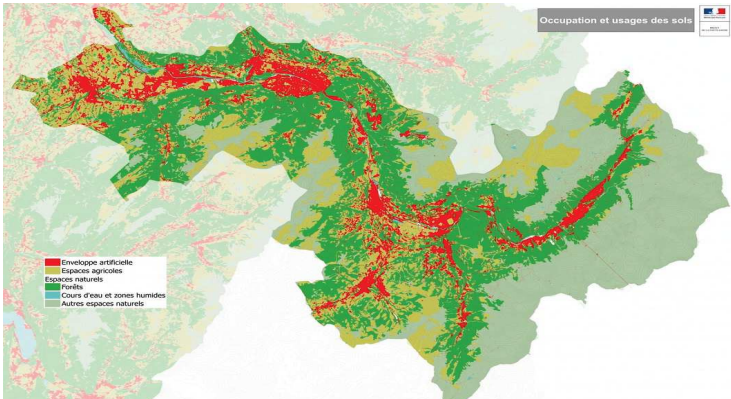 Occupation et usages des sols
Enveloppe artificielle
Espaces agricoles
Espaces naturels
Forêts
Cours d'eau et zones humides
Autres espaces naturels